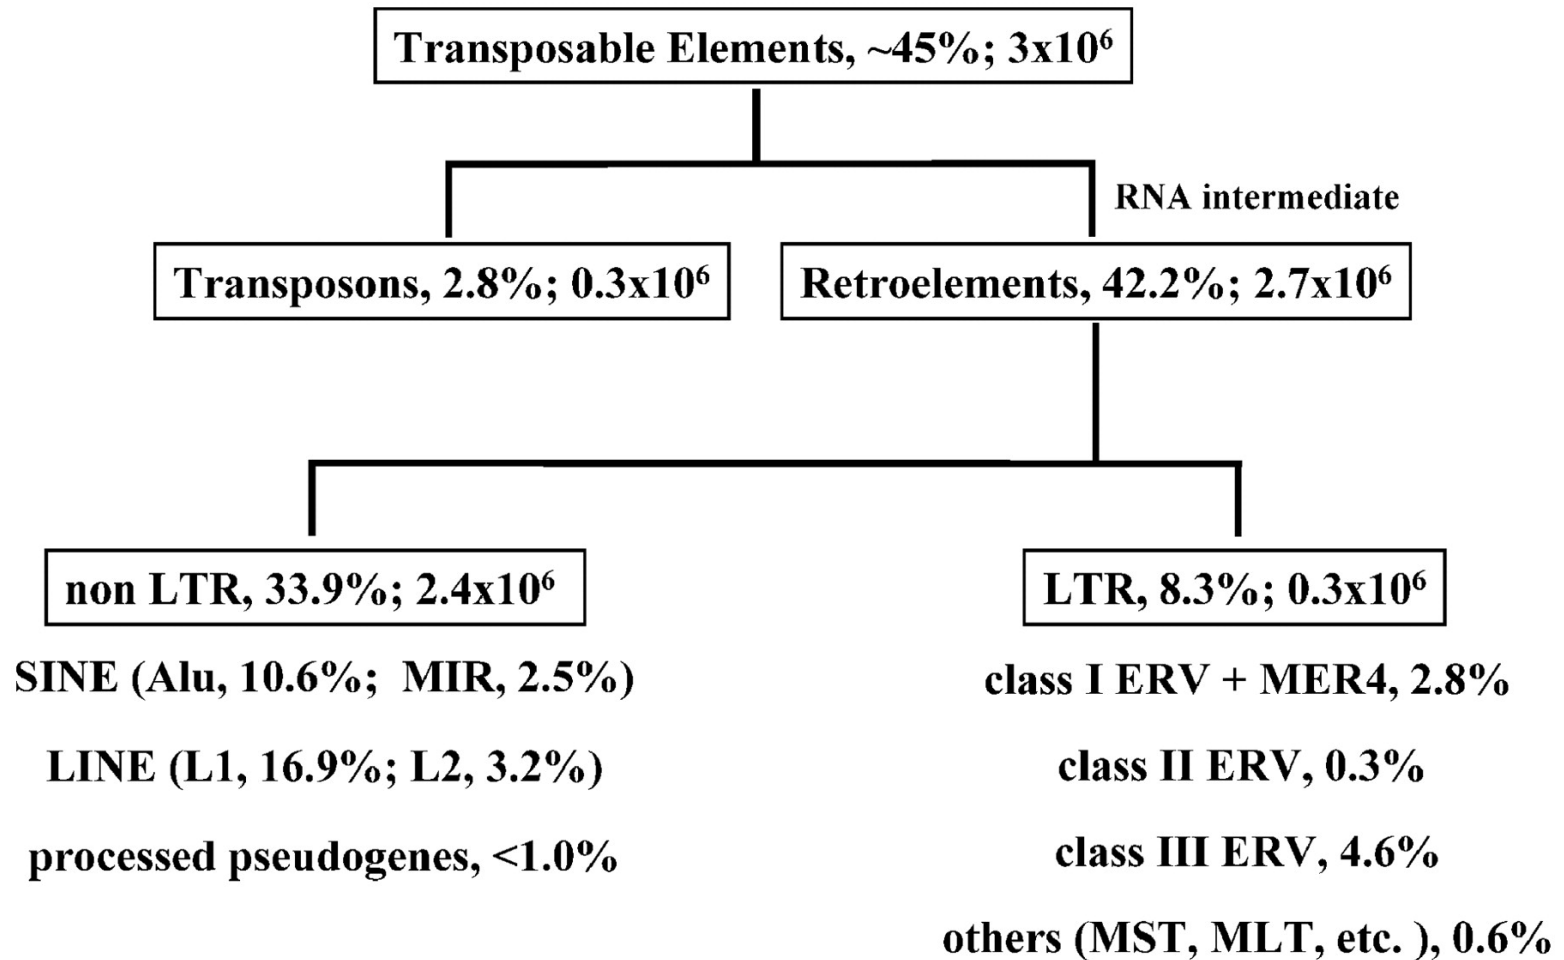 Transposable Elements, ~45%; 3x10⁶
RNA intermediate
Transposons, 2.8%; 0.3x10⁶
Retroelements, 42.2%; 2.7x10⁶
non LTR, 33.9%; 2.4x10⁶
LTR, 8.3%; 0.3x10⁶
SINE (Alu, 10.6%; MIR, 2.5%)
class I ERV + MER4, 2.8%
LINE (L1, 16.9%; L2, 3.2%)
class II ERV, 0.3%
processed pseudogenes, <1.0%
class III ERV, 4.6%
others (MST, MLT, etc. ), 0.6%